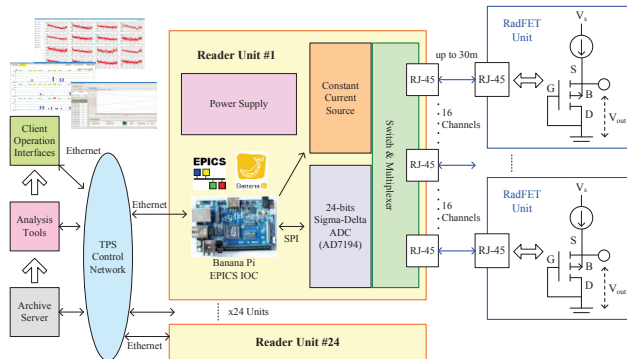 Reader Unit #1
Power Supply
Constant
Current
Source
Switch & Multiplexer
up to 30m
RJ-45
RJ-45
16
Channels
RJ-45
16
Channels
RJ-45
RJ-45
RadFET
Unit
Vs
S
G
B
D
Vout
RadFET
Unit
Vs
S
G
B
D
Vout
Client
Operation
Interfaces
Ethernet
Analysis
Tools
Archive
Server
TPS
Control
Network
Ethernet
Ethernet
EPICS
Banana Pi
Banana Pi
EPICS IOC
SPI
24-bits
Sigma-Delta
ADC
(AD7194)
x24 Units
Reader Unit #24